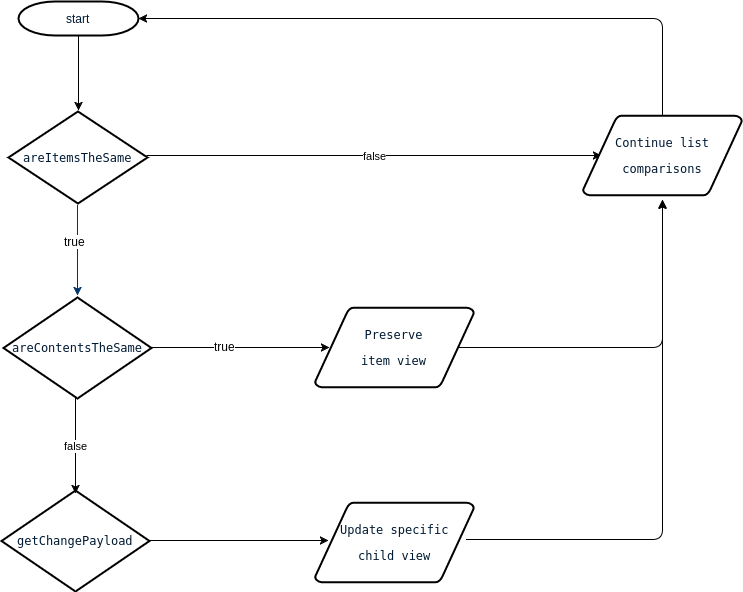 start
areItemsTheSame
false
Continue list
comparisons
true
areContentsTheSame
true
Preserve
item view
false
getChangePayload
Update specific
child view